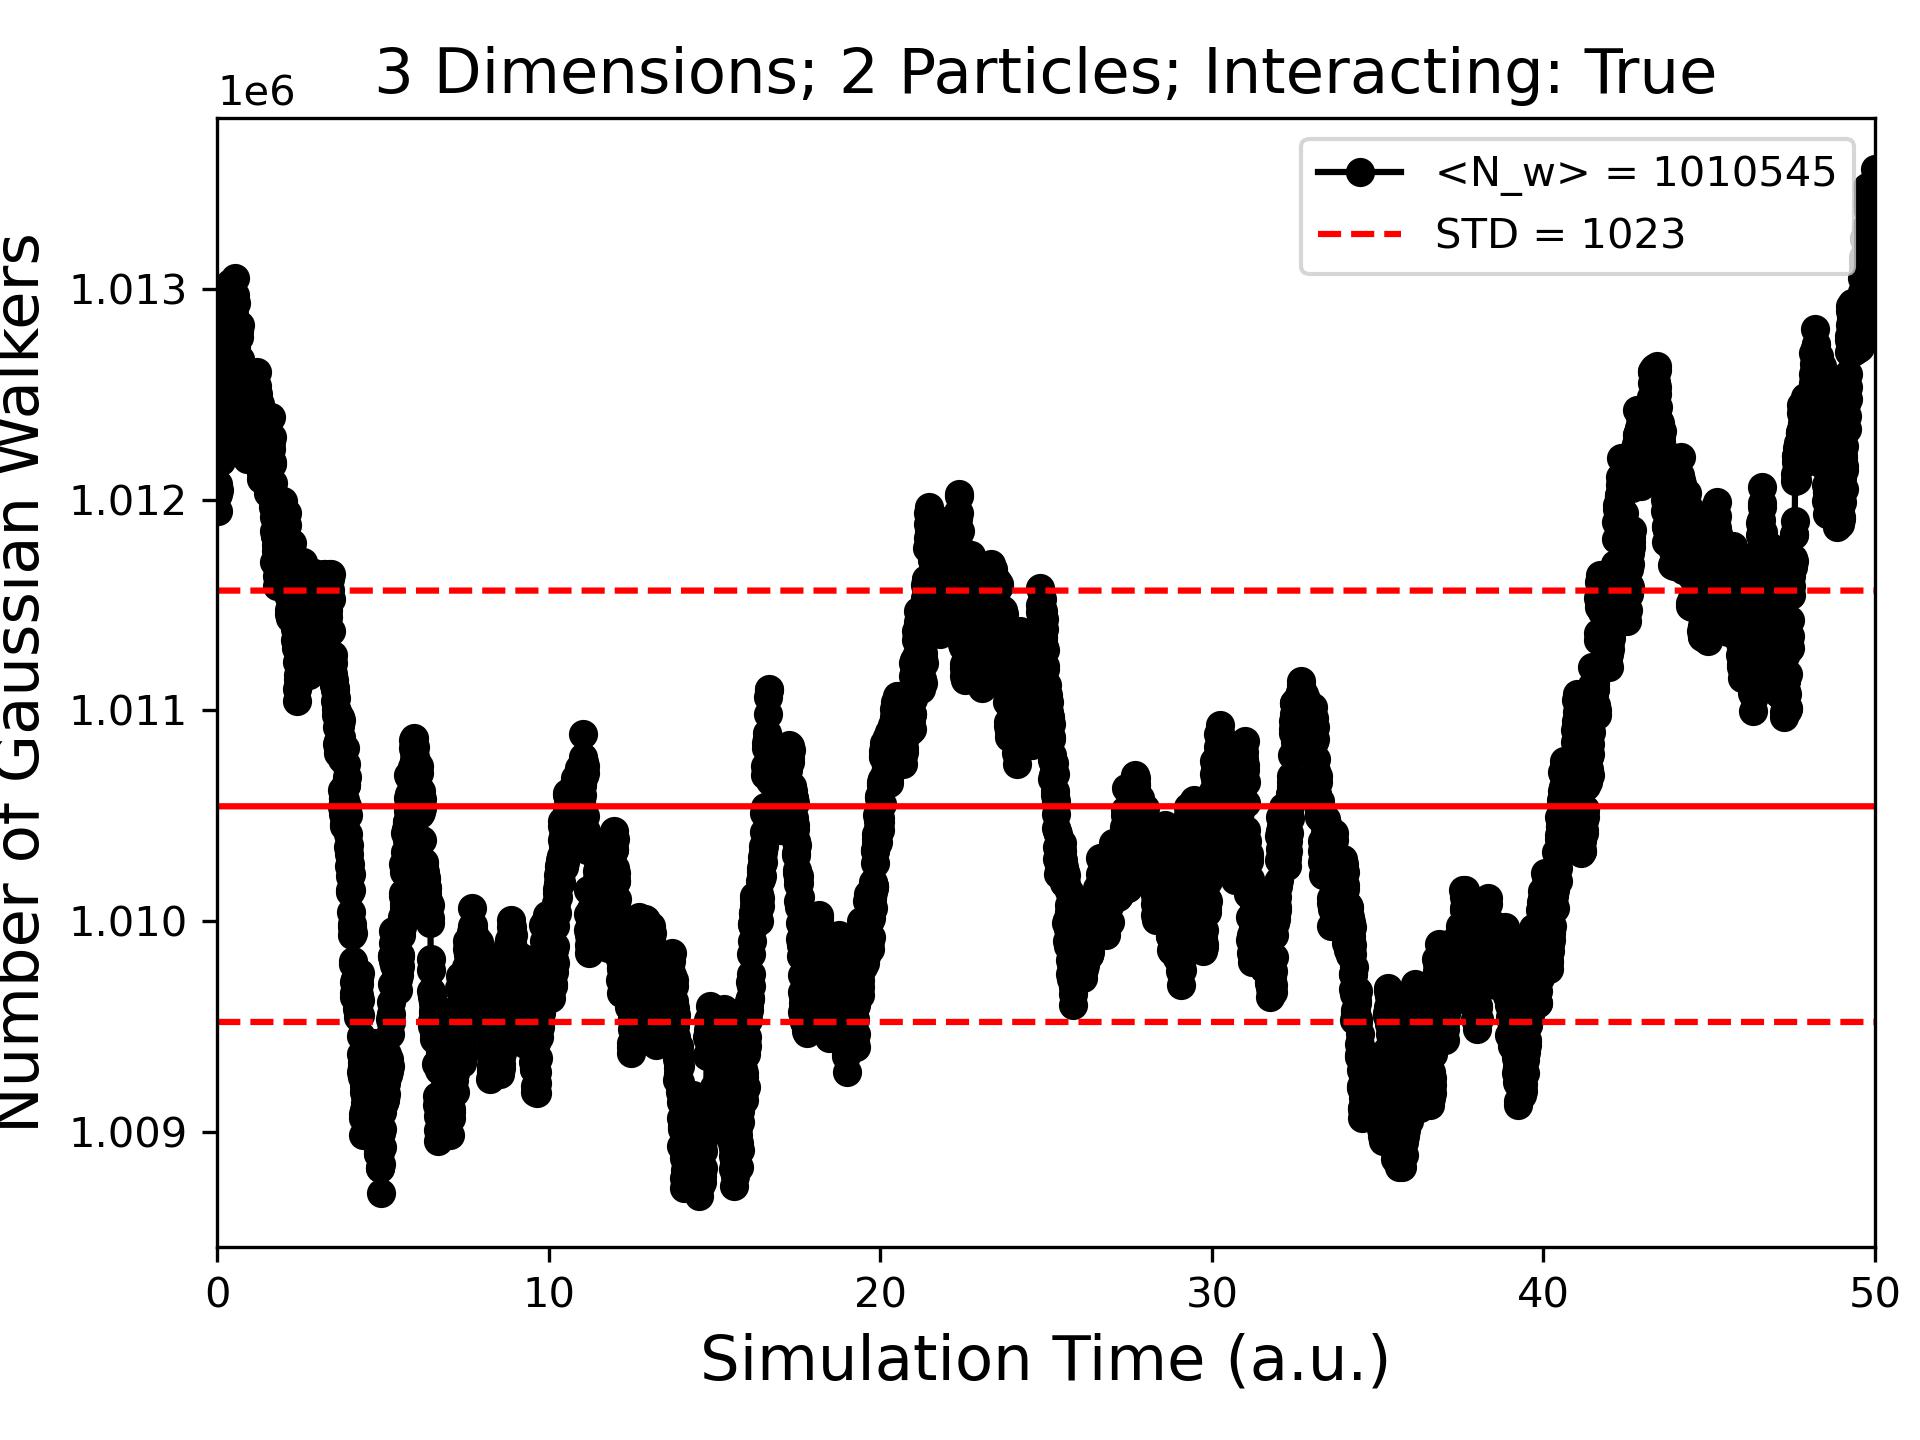 3 Dimensions; 2 Particles; Interacting: True
1e6
<N_w> = 1010545
STD = 1023
Number of Gaussian Walkers
1.013
1.012
1.011
1.010
1.009
0 10 20 30 40 50
Simulation Time (a.u.)